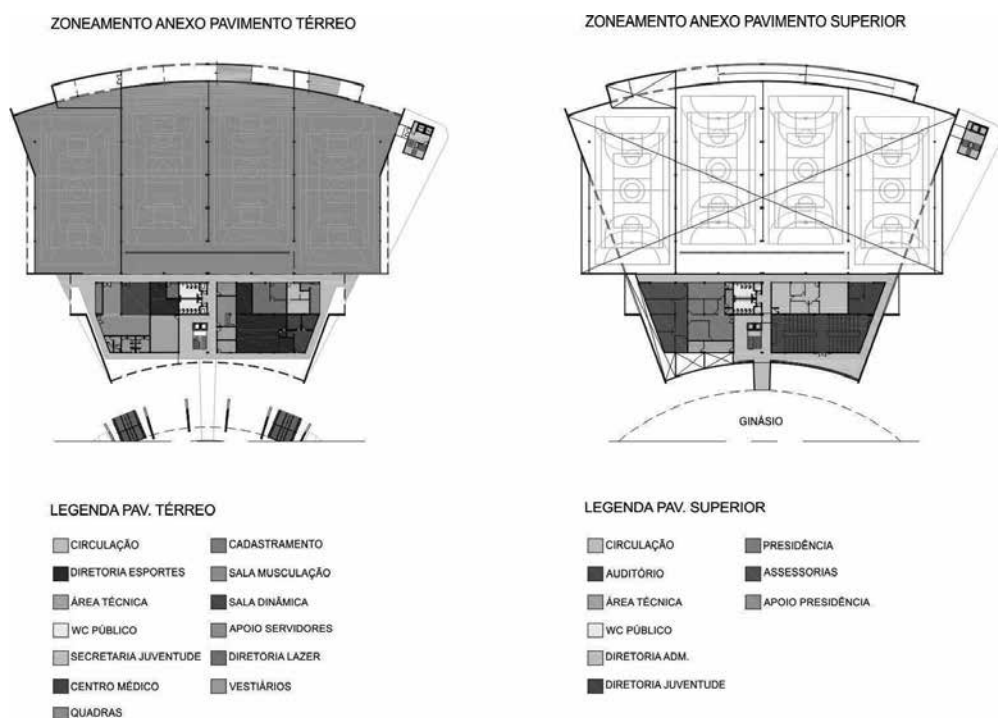 ZONEAMENTO ANEXO PAVIMENTO TÉRREO
ZONEAMENTO ANEXO PAVIMENTO SUPERIOR
GINÁSIO
LEGENDA PAV. TÉRREO
CIRCULAÇÃO
DIRETORIA ESPORTES
ÁREA TÉCNICA
WC PÚBLICO
SECRETARIA JUVENTUDE
CENTRO MÉDICO
QUADRAS
CADASTRAMENTO
SALA MUSCULAÇÃO
SALA DINÂMICA
APOIO SERVIDORES
DIRETORIA LAZER
VESTIÁRIOS
LEGENDA PAV. SUPERIOR
CIRCULAÇÃO
AUDITÓRIO
ÁREA TÉCNICA
WC PÚBLICO
DIRETORIA ADM.
DIRETORIA JUVENTUDE
PRESIDÊNCIA
ASSESSORIAS
APOIO PRESIDÊNCIA